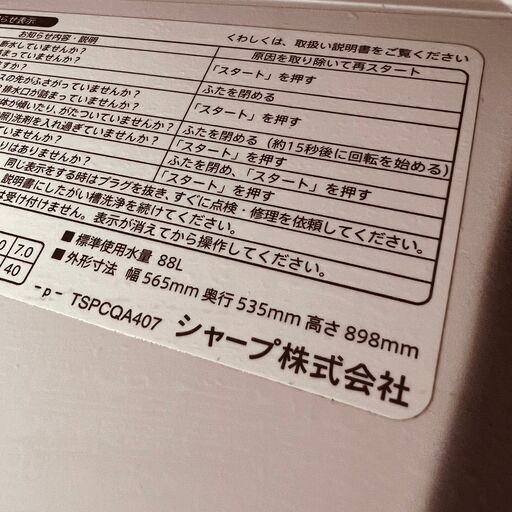 らせ表示
お知らせ内容・説明 くわしくは、取扱い説明書をご覧ください
断水していませんか? 原因を取り除いて再スタート
詰まっていませんか?
すか? 「スタート」を押す
スの先がふさがっていませんか? ふたを閉める
排水口が詰まっていませんか? 「スタート」を押す
体が傾いたり、がたついていませんか?
照)洗剤を入れ過ぎていませんか? ふたを閉める (約15秒後に回転を始める)
りはありませんか? 「スタート」を押す
ふたを閉め、「スタート」を押す
「スタート」を押す
同じ表示をする時はプラグを抜き、すぐに点検・修理を依頼してください。
説明書にしたがい槽洗浄を続けてください。
は受け付けません。表示が消えてから操作してください。
0 7.0
40
■ 標準使用水量 88L
■ 外形寸法 幅 565mm 奥行 535mm 高さ 898mm
-p- TSPCQA407 シャープ株式会社